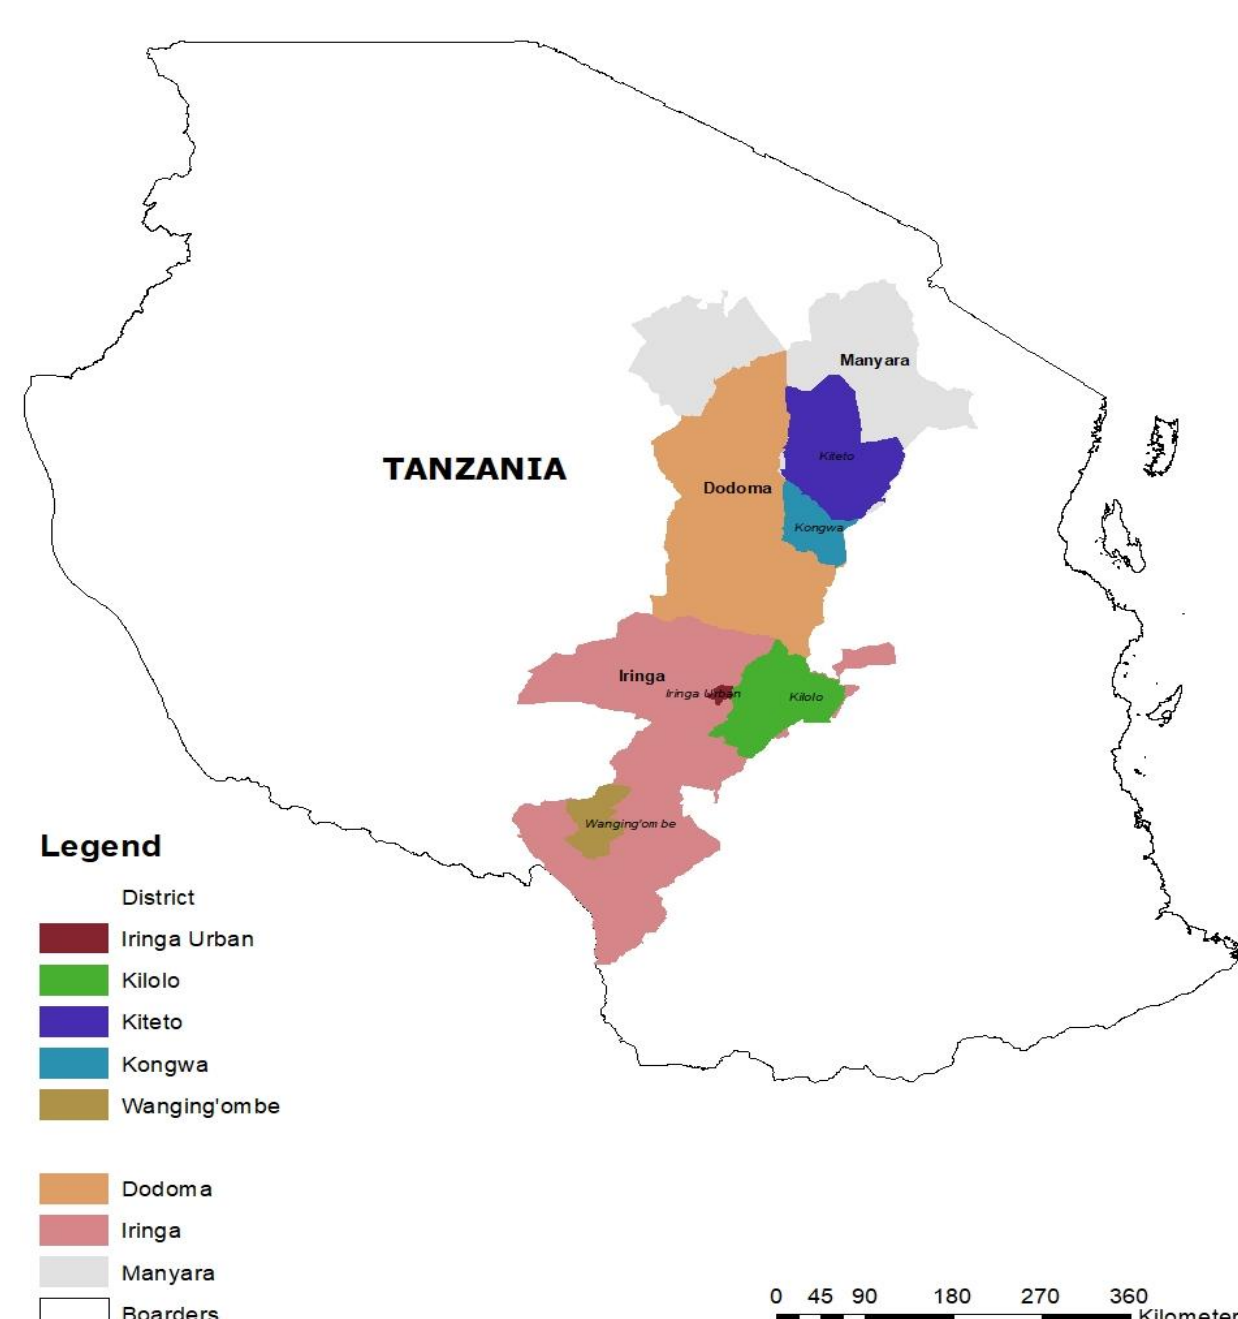 Manyara
Kiteto
TANZANIA
Dodoma
Kongwa
Iringa
Iringa Urban
Kilolo
Wanging'ombe
Legend
District
Iringa Urban
Kilolo
Kiteto
Kongwa
Wanging'ombe
Dodoma
Iringa
Manyara
Boarders
0 45 90 180 270 360
Kilometer